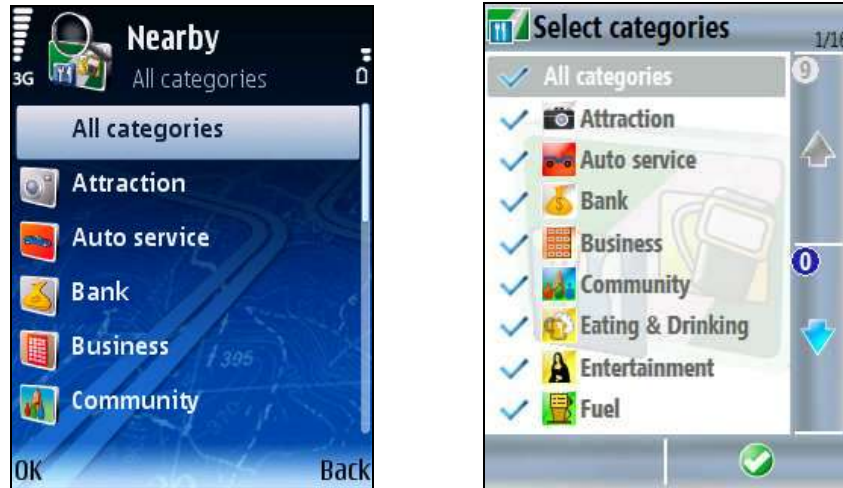 Nearby
3G
All categories
All categories
Attraction
Auto service
Bank
Business
Community
OK
Back
Select categories
1/16
9
All categories
Attraction
Auto service
Bank
Business
Community
Eating & Drinking
Entertainment
Fuel
0
395